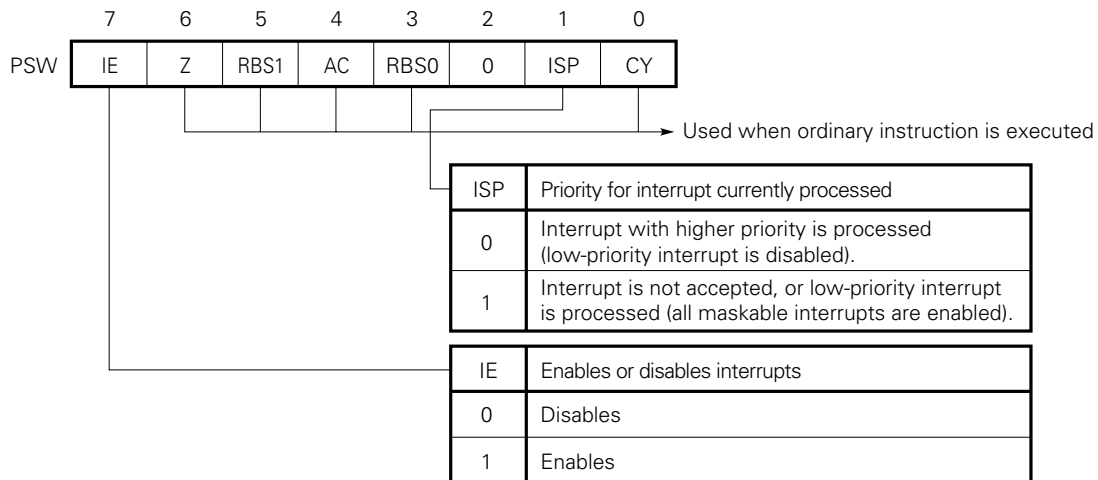 7 6 5 4 3 2 1 0
PSW IE Z RBS1 AC RBS0 0 ISP CY
Used when ordinary instruction is executed
ISP Priority for interrupt currently processed
0 Interrupt with higher priority is processed
(low-priority interrupt is disabled).
1 Interrupt is not accepted, or low-priority interrupt
is processed (all maskable interrupts are enabled).
IE Enables or disables interrupts
0 Disables
1 Enables